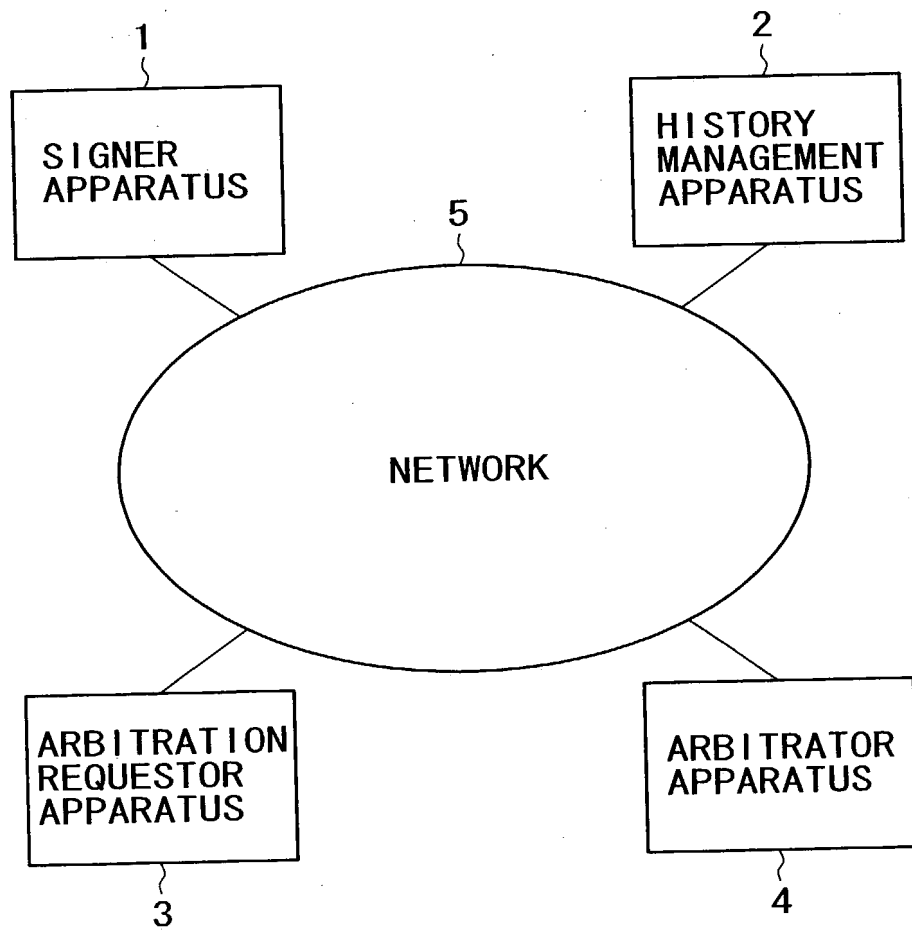 1
SIGNER
APPARATUS
2
HISTORY
MANAGEMENT
APPARATUS
5
NETWORK
ARBITRATION
REQUESTOR
APPARATUS
3
ARBITRATOR
APPARATUS
4